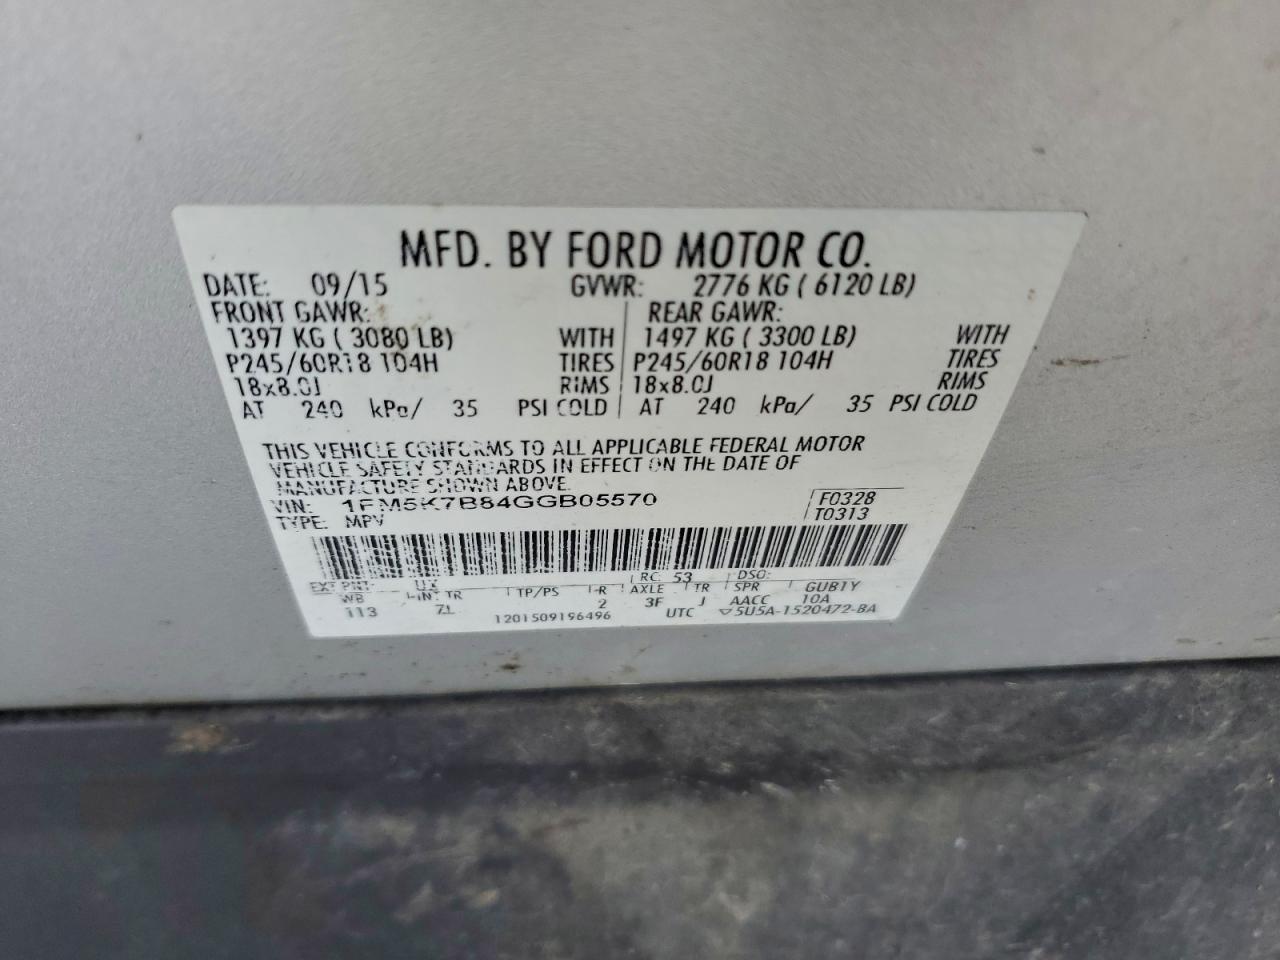 MFD. BY FORD MOTOR CO.
DATE: 09/15 GVWR: 2776 KG ( 6120 LB)
FRONT GAWR: REAR GAWR:
1397 KG ( 3080 LB) WITH 1497 KG ( 3300 LB) WITH
P245/60R18 104H TIRES P245/60R18 104H TIRES
18x8.0J RIMS 18x8.0J RIMS
AT 240 kPa/ 35 PSI COLD AT 240 kPa/ 35 PSI COLD
THIS VEHICLE CONFORMS TO ALL APPLICABLE FEDERAL MOTOR
VEHICLE SAFETY STANDARDS IN EFFECT ON THE DATE OF
MANUFACTURE SHOWN ABOVE.
VIN: 1FM5K7B84GGB05570 F0328
TYPE: MPV T0313
EXT PNT: UX RC: 53 DSO:
WB INT TR TP/PS R AXLE TR SPR GUB1Y
113 7L 2 3F J AACC 10A
1201509196496 UTC ▽5U5A-1520472-BA